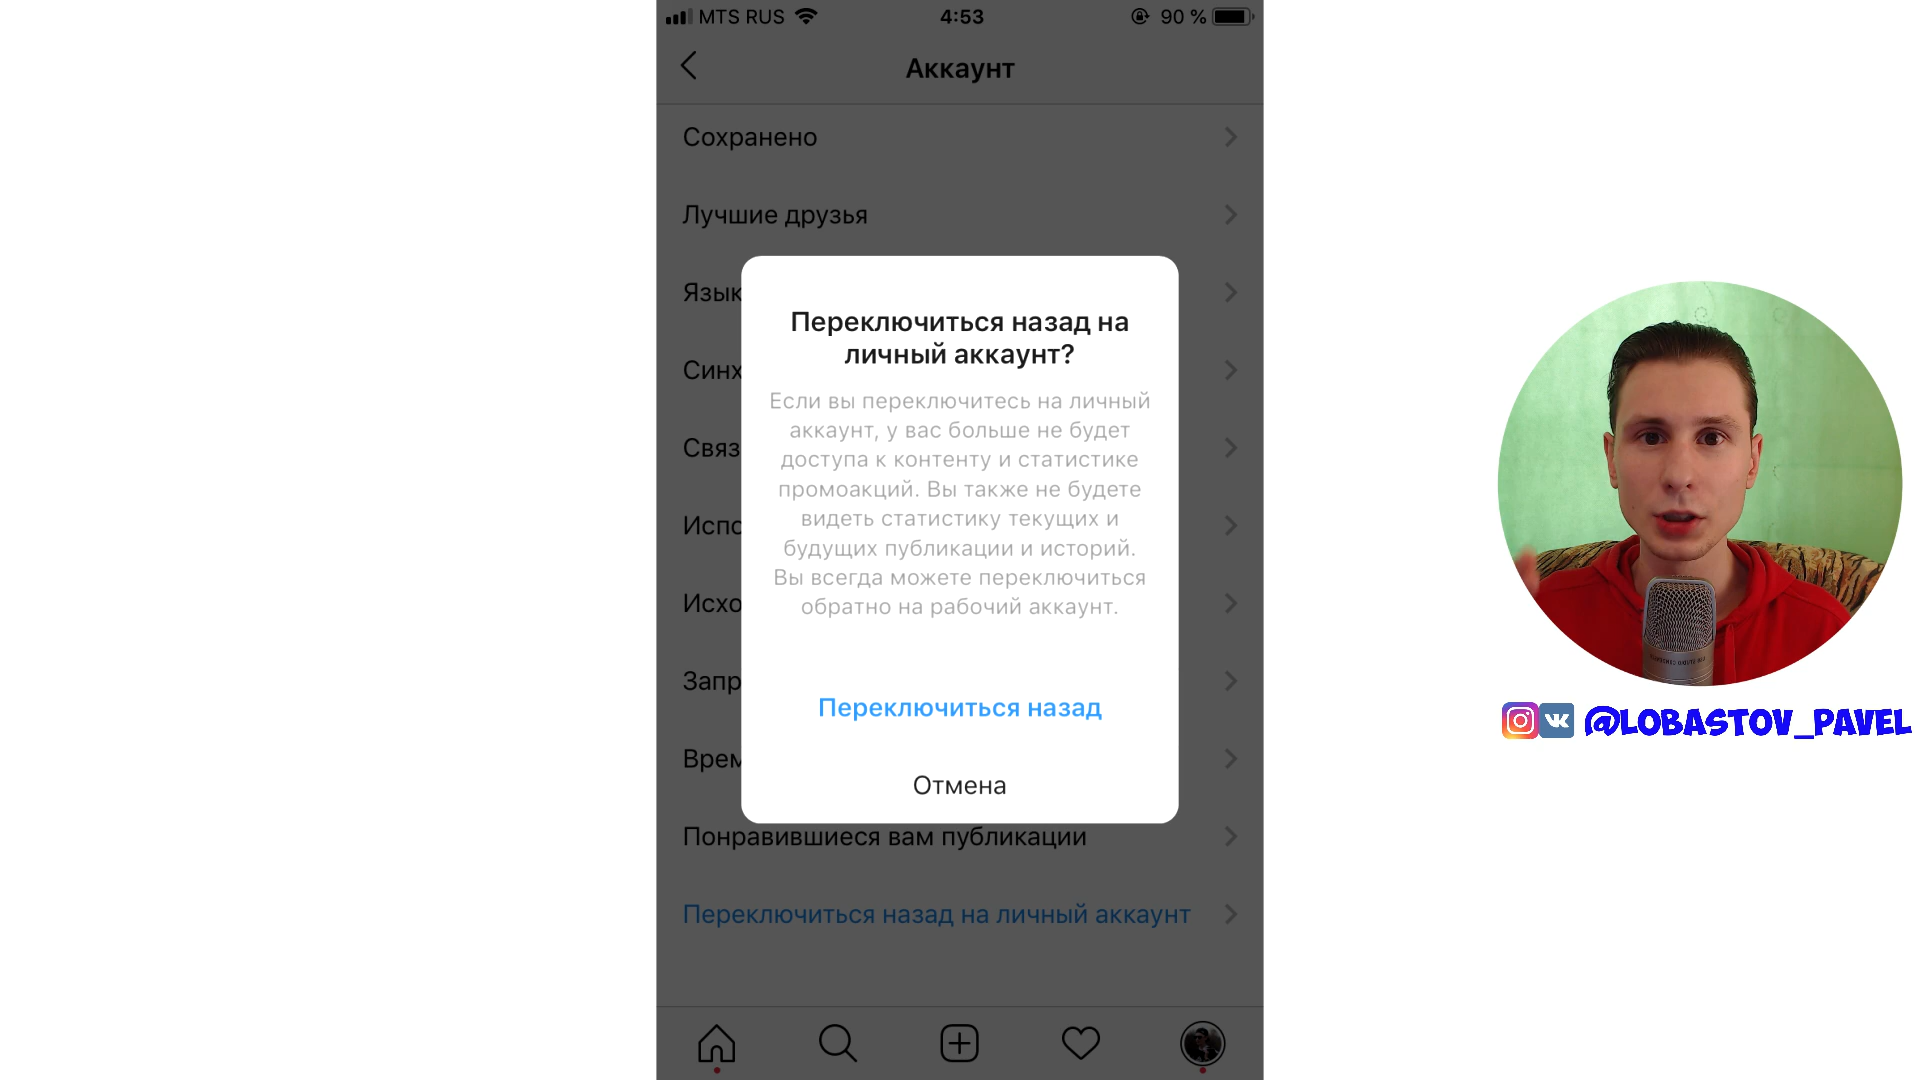 MTS RUS
4:53
90 %
Аккаунт
Сохранено
Лучшие друзья
Язык
Синх
Связ
Испо
Исхо
Запр
Врем
Переключиться назад на
личный аккаунт?
Если вы переключитесь на личный
аккаунт, у вас больше не будет
доступа к контенту и статистике
промоакций. Вы также не будете
видеть статистику текущих и
будущих публикации и историй.
Вы всегда можете переключиться
обратно на рабочий аккаунт.
Переключиться назад
Отмена
Понравившиеся вам публикации
Переключиться назад на личный аккаунт
@LOBASTOV_PAVEL